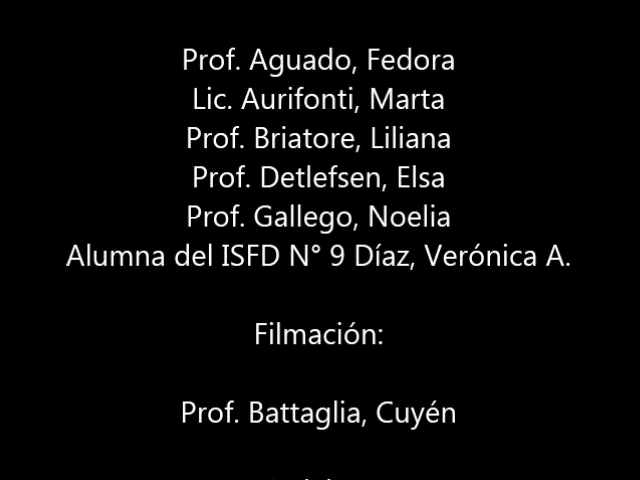 Prof. Aguado, Fedora
Lic. Aurifonti, Marta
Prof. Briatore, Liliana
Prof. Detlefsen, Elsa
Prof. Gallego, Noelia
Alumna del ISFD N° 9 Díaz, Verónica A.
Filmación:
Prof. Battaglia, Cuyén